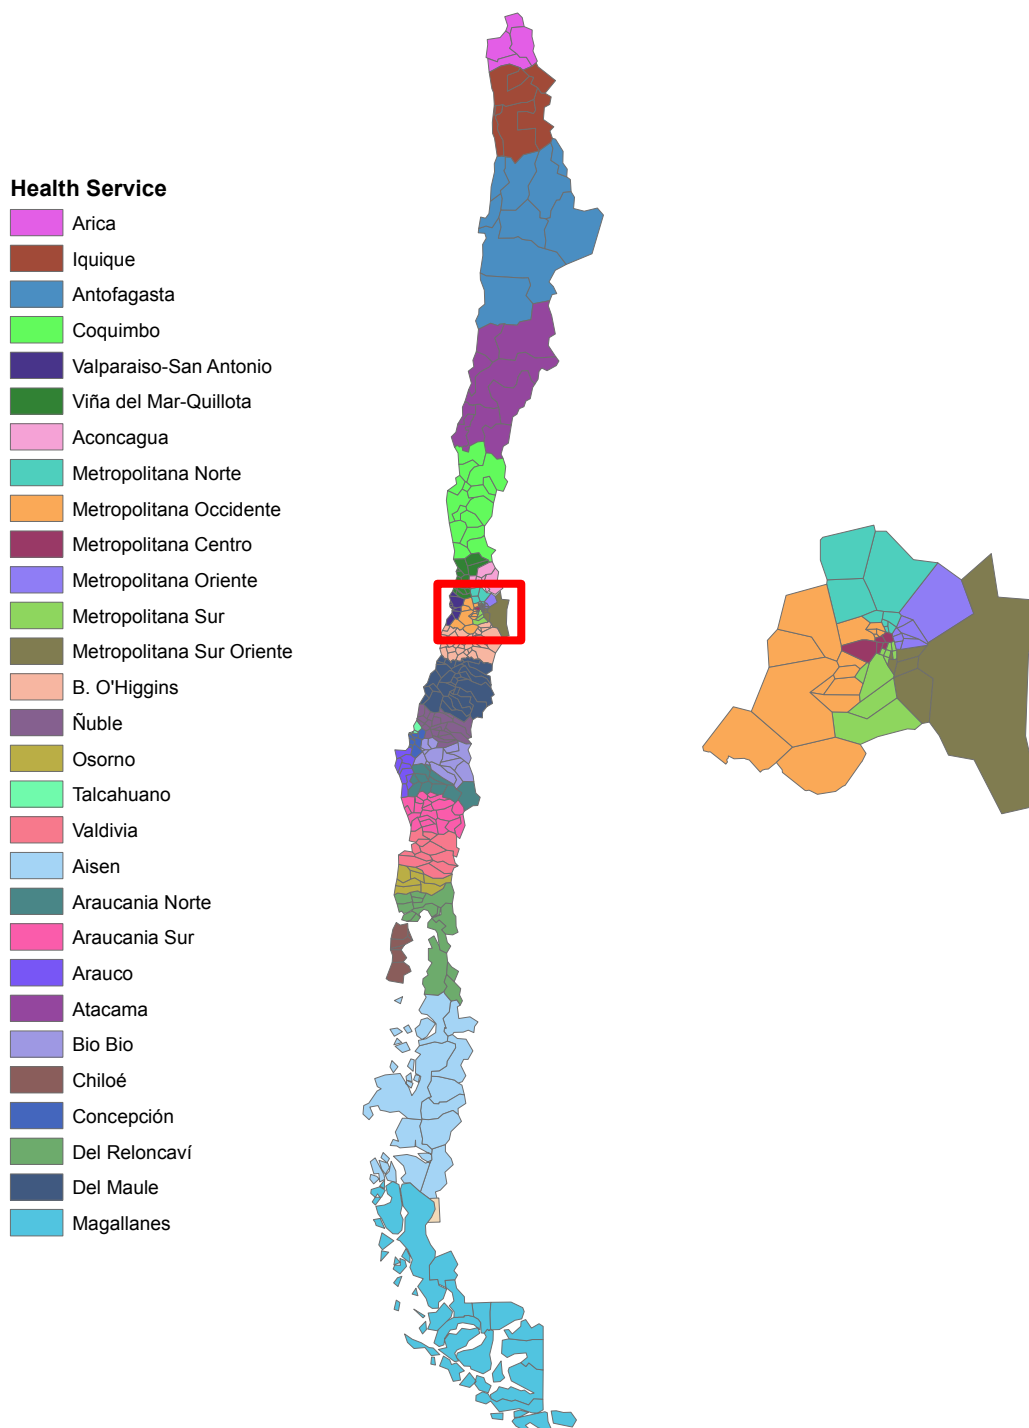 Health Service
Arica
Iquique
Antofagasta
Coquimbo
Valparaiso-San Antonio
Viña del Mar-Quillota
Aconcagua
Metropolitana Norte
Metropolitana Occidente
Metropolitana Centro
Metropolitana Oriente
Metropolitana Sur
Metropolitana Sur Oriente
B. O'Higgins
Ñuble
Osorno
Talcahuano
Valdivia
Aisen
Araucania Norte
Araucania Sur
Arauco
Atacama
Bio Bio
Chiloé
Concepción
Del Reloncaví
Del Maule
Magallanes